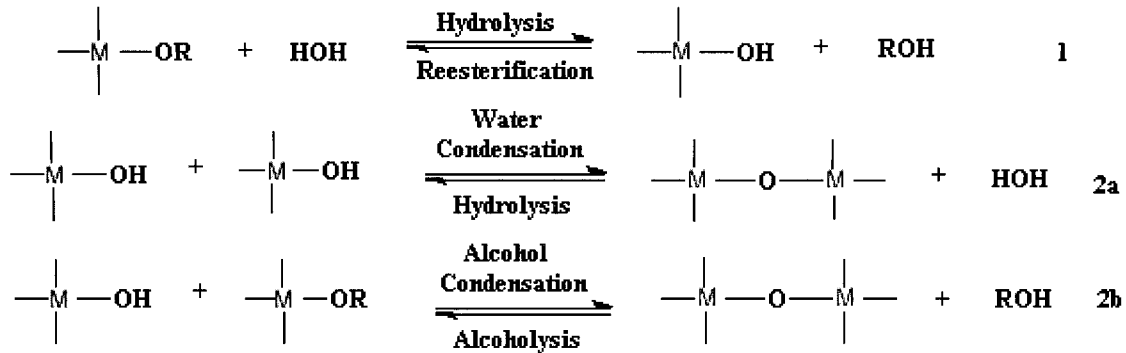 Hydrolysis
—M—OR + HOH —M—OH + ROH 1
Reesterification
Water
Condensation
—M—OH + —M—OH —M—O—M— + HOH 2a
Hydrolysis
Alcohol
Condensation
—M—OH + —M—OR —M—O—M— + ROH 2b
Alcoholysis